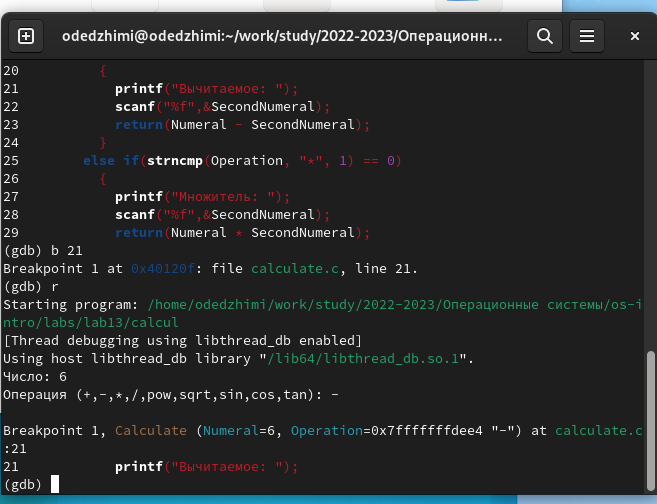 odedzhimi@odedzhimi:~/work/study/2022-2023/Операционн...
20          {
21            printf("Вычитаемое: ");
22            scanf("%f",&SecondNumeral);
23            return(Numeral - SecondNumeral);
24          }
25        else if(strncmp(Operation, "*", 1) == 0)
26          {
27            printf("Множитель: ");
28            scanf("%f",&SecondNumeral);
29            return(Numeral * SecondNumeral);
(gdb) b 21
Breakpoint 1 at 0x40120f: file calculate.c, line 21.
(gdb) r
Starting program: /home/odedzhimi/work/study/2022-2023/Операционные системы/os-i
ntro/labs/lab13/calcul
[Thread debugging using libthread_db enabled]
Using host libthread_db library "/lib64/libthread_db.so.1".
Число: 6
Операция (+,-,*,/,pow,sqrt,sin,cos,tan): -
Breakpoint 1, Calculate (Numeral=6, Operation=0x7fffffffdee4 "-") at calculate.c
:21
21            printf("Вычитаемое: ");
(gdb)